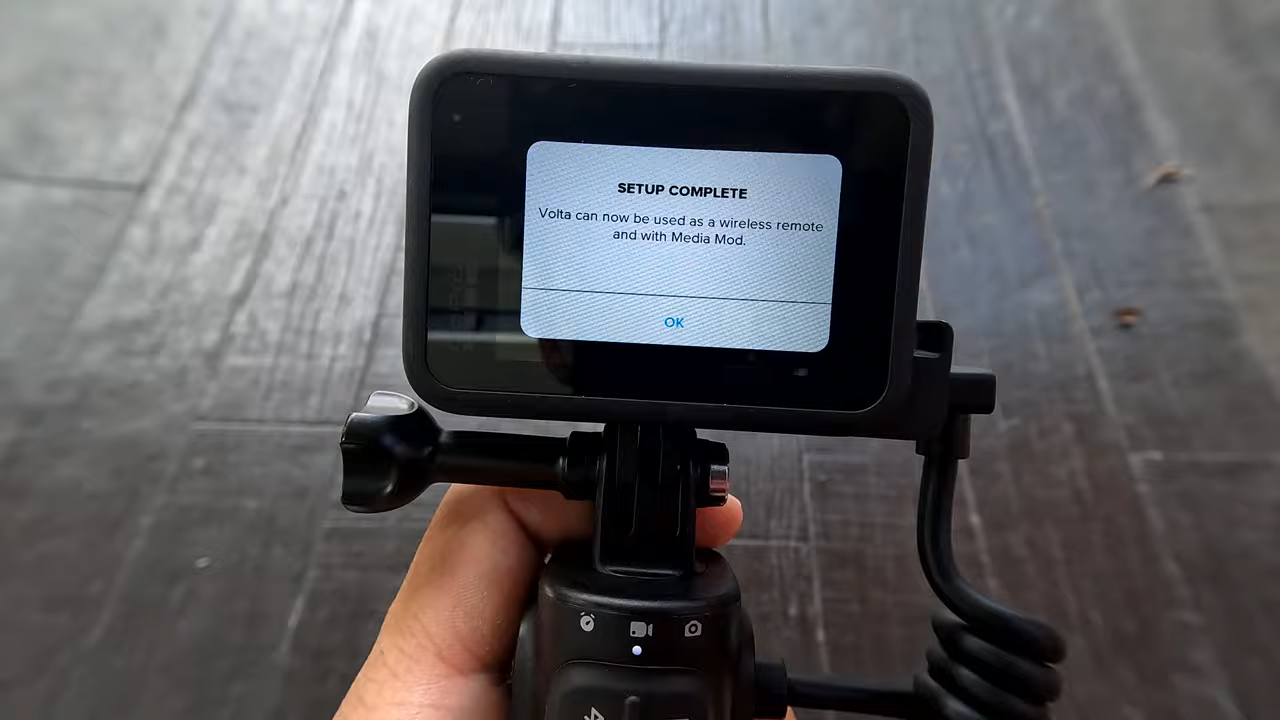 SETUP COMPLETE
Volta can now be used as a wireless remote
and with Media Mod.
OK